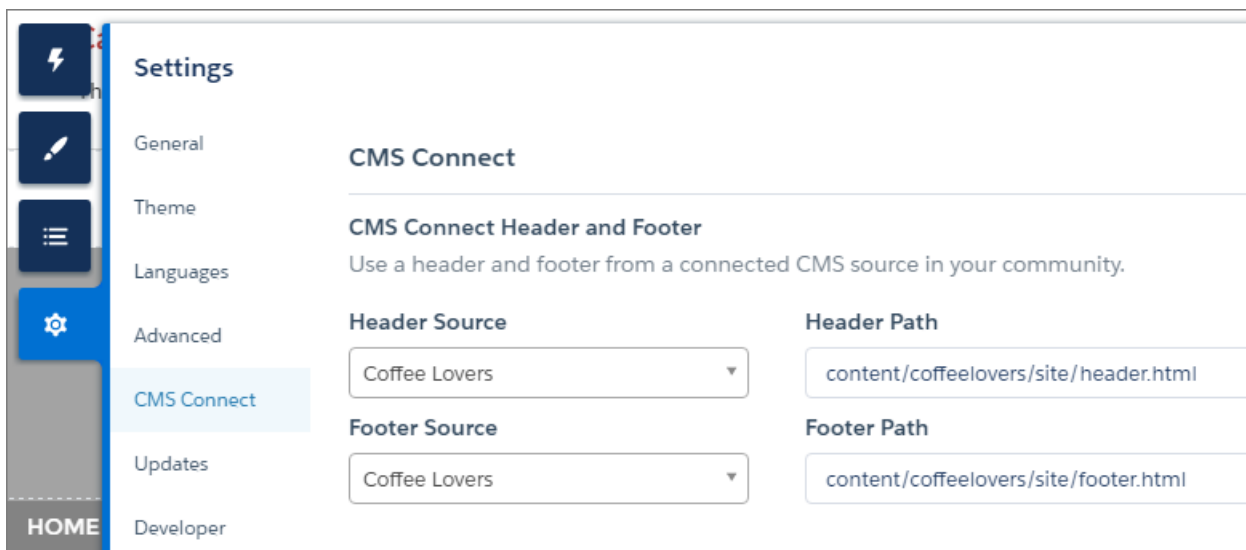 Settings
General
Theme
Languages
Advanced
CMS Connect
Updates
Developer
HOME
CMS Connect
CMS Connect Header and Footer
Use a header and footer from a connected CMS source in your community.
Header Source Header Path
Coffee Lovers content/coffeelovers/site/header.html
Footer Source Footer Path
Coffee Lovers content/coffeelovers/site/footer.html